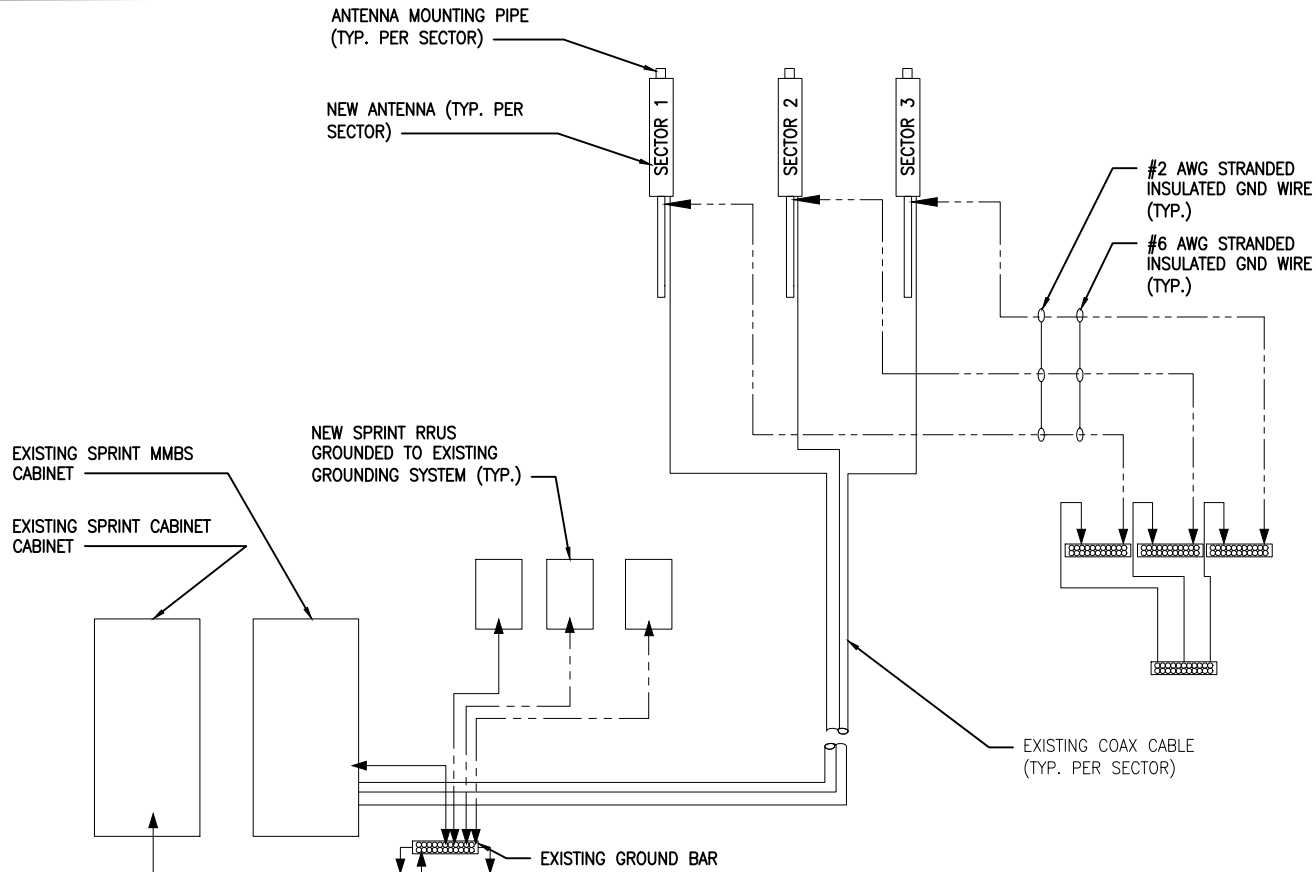 ANTENNA MOUNTING PIPE
(TYP. PER SECTOR)
NEW ANTENNA (TYP. PER
SECTOR)
SECTOR 1
SECTOR 2
SECTOR 3
#2 AWG STRANDED
INSULATED GND WIRE
(TYP.)
#6 AWG STRANDED
INSULATED GND WIRE
(TYP.)
NEW SPRINT RRUS
GROUNDED TO EXISTING
GROUNDING SYSTEM (TYP.)
EXISTING SPRINT MMBS
CABINET
EXISTING SPRINT CABINET
CABINET
EXISTING COAX CABLE
(TYP. PER SECTOR)
EXISTING GROUND BAR